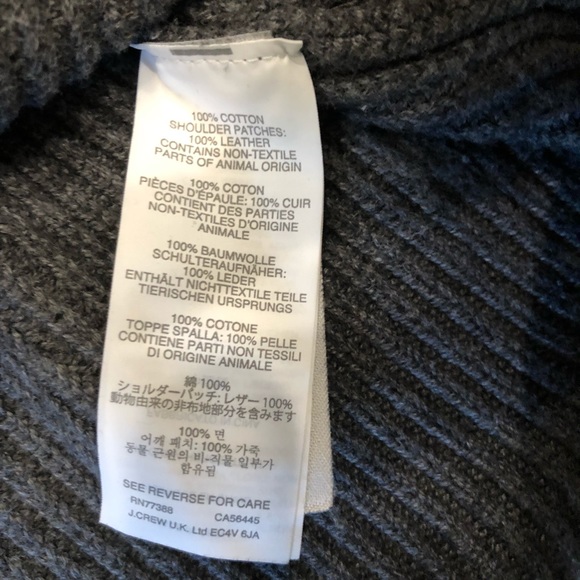 100% COTTON
SHOULDER PATCHES:
100% LEATHER
CONTAINS NON-TEXTILE
PARTS OF ANIMAL ORIGIN
100% COTON
PIÈCES D'ÉPAULE: 100% CUIR
CONTIENT DES PARTIES
NON-TEXTILES D'ORIGINE
ANIMALE
100% BAUMWOLLE
SCHULTERAUFNÄHER:
100% LEDER
ENTHÄLT NICHTTEXTILE TEILE
TIERISCHEN URSPRUNGS
100% COTONE
TOPPE SPALLA: 100% PELLE
CONTIENE PARTI NON TESSILI
DI ORIGINE ANIMALE
綿 100%
ショルダーパッチ: レザー 100%
動物由来の非布地部分を含みます
100% 면
어깨 패치: 100% 가죽
동물 근원의 비-직물 일부가
함유됨
SEE REVERSE FOR CARE
RN77388 CA56445
J.CREW U.K. Ltd EC4V 6JA